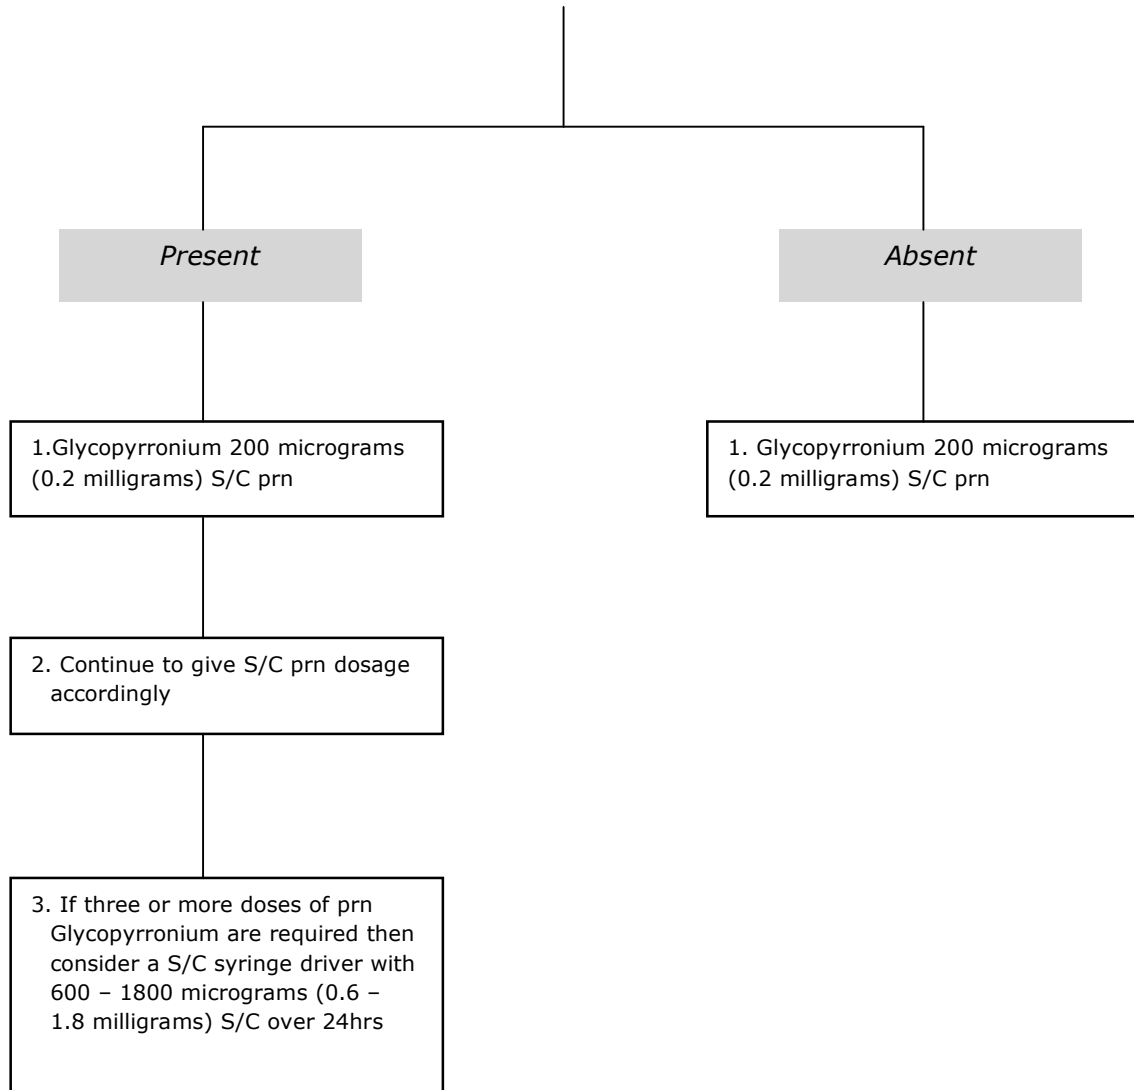 Present
Absent
1.Glycopyrronium 200 micrograms
(0.2 milligrams) S/C prn
1. Glycopyrronium 200 micrograms
(0.2 milligrams) S/C prn
2. Continue to give S/C prn dosage
accordingly
3. If three or more doses of prn
Glycopyrronium are required then
consider a S/C syringe driver with
600 – 1800 micrograms (0.6 –
1.8 milligrams) S/C over 24hrs